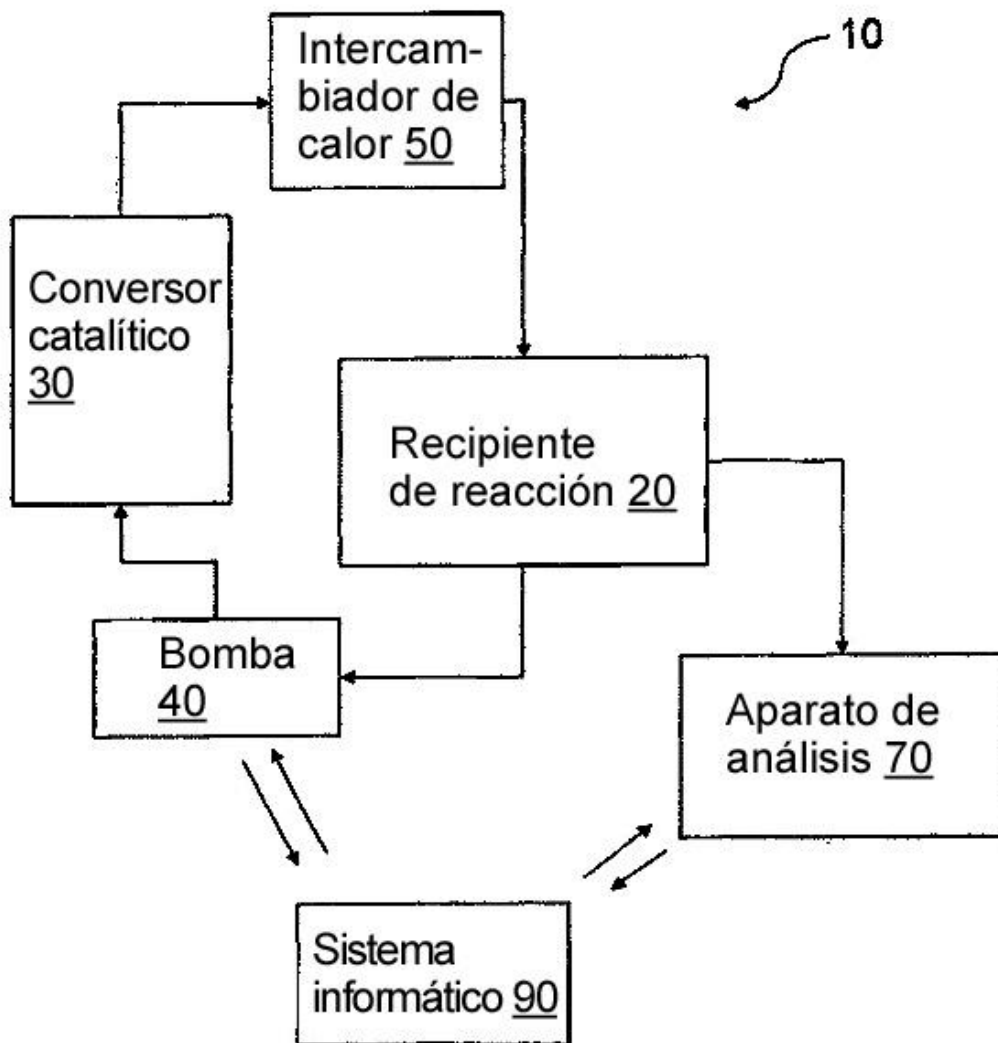 10
Intercam-
biador de
calor 50
Conversor
catalítico
30
Recipiente
de reacción 20
Bomba
40
Aparato de
análisis 70
Sistema
informático 90